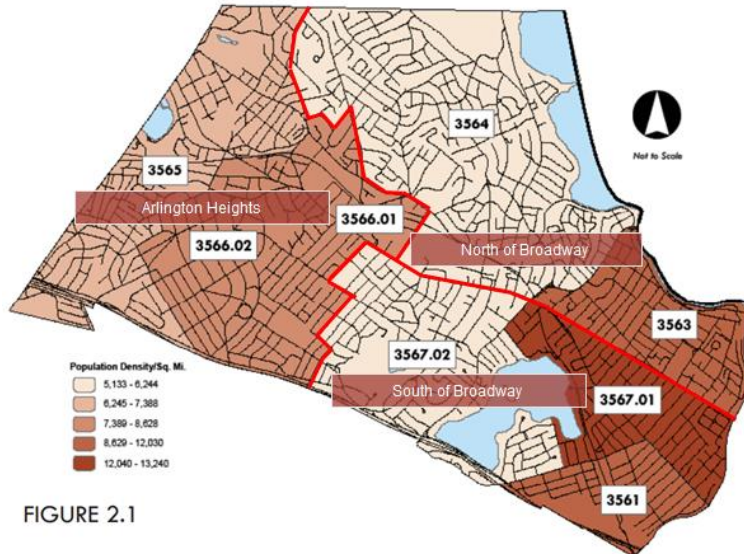 3564
Not to Scale
3565
Arlington Heights
3566.01
3566.02
North of Broadway
3563
3567.02
Population Density/Sq. Mi.
5,133 - 6,244
6,245 - 7,388
7,389 - 8,628
8,629 - 12,030
12,040 - 13,240
South of Broadway
3567.01
3561
FIGURE 2.1